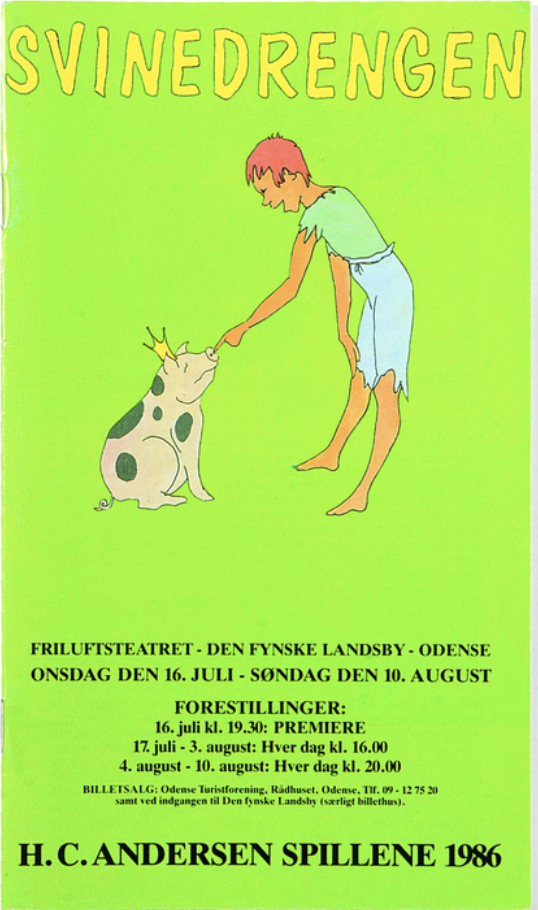 SVINEDRENGEN
FRILUFTSTEATRET - DEN FYNSKE LANDSBY - ODENSE
ONSDAG DEN 16. JULI - SØNDAG DEN 10. AUGUST
FORESTILLINGER:
16. juli kl. 19.30: PREMIERE
17. juli - 3. august: Hver dag kl. 16.00
4. august - 10. august: Hver dag kl. 20.00
BILLETSALG: Odense Turistforening, Rådhuset, Odense, Tlf. 09 - 12 75 20
samt ved indgangen til Den fynske Landsby (særligt billethus).
H. C. ANDERSEN SPILLENE 1986